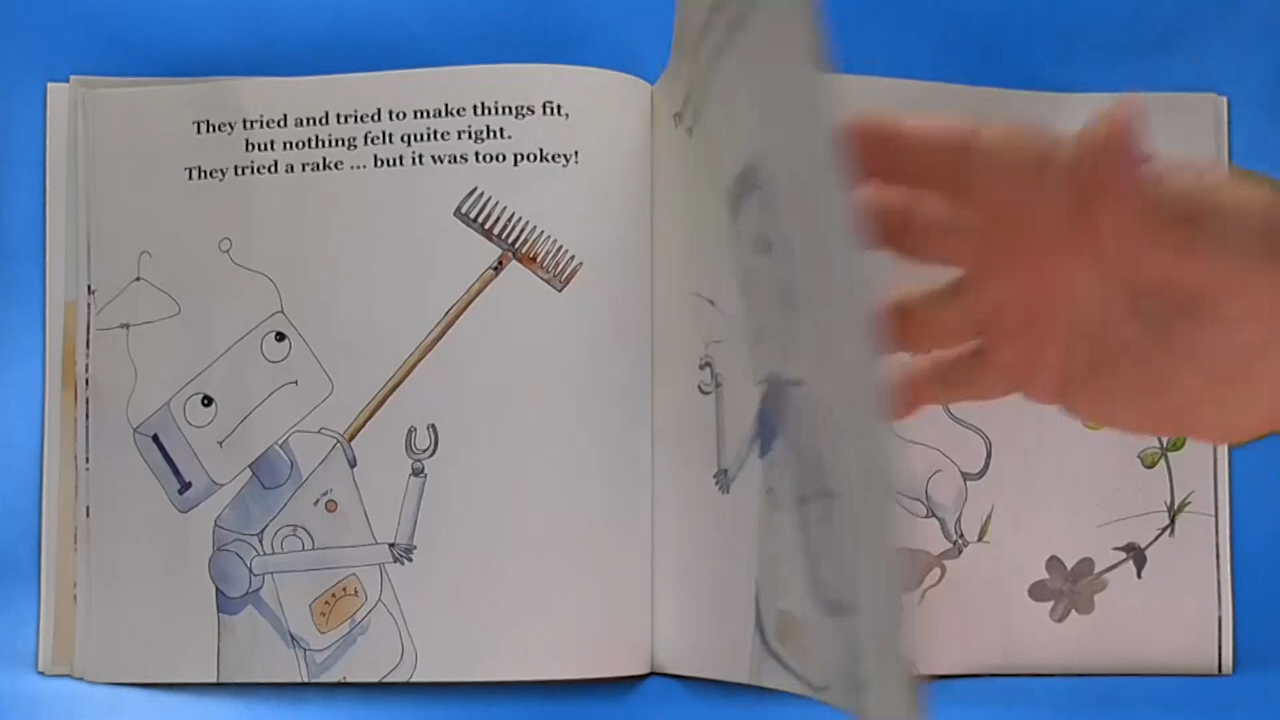 They tried and tried to make things fit,
but nothing felt quite right.
They tried a rake ... but it was too pokey!